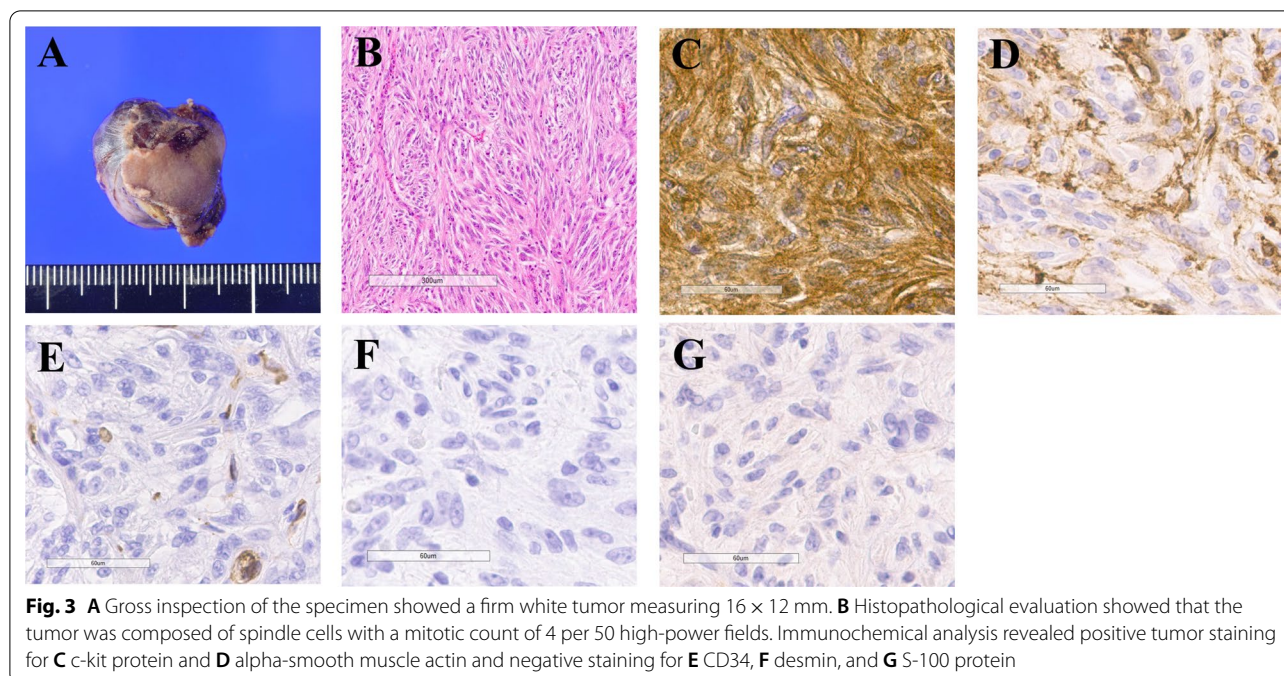 A
B
C
D
300um
60um
60um
E
F
G
60um
60um
60um
Fig. 3 A Gross inspection of the specimen showed a firm white tumor measuring 16 × 12 mm. B Histopathological evaluation showed that the
tumor was composed of spindle cells with a mitotic count of 4 per 50 high-power fields. Immunochemical analysis revealed positive tumor staining
for C c-kit protein and D alpha-smooth muscle actin and negative staining for E CD34, F desmin, and G S-100 protein